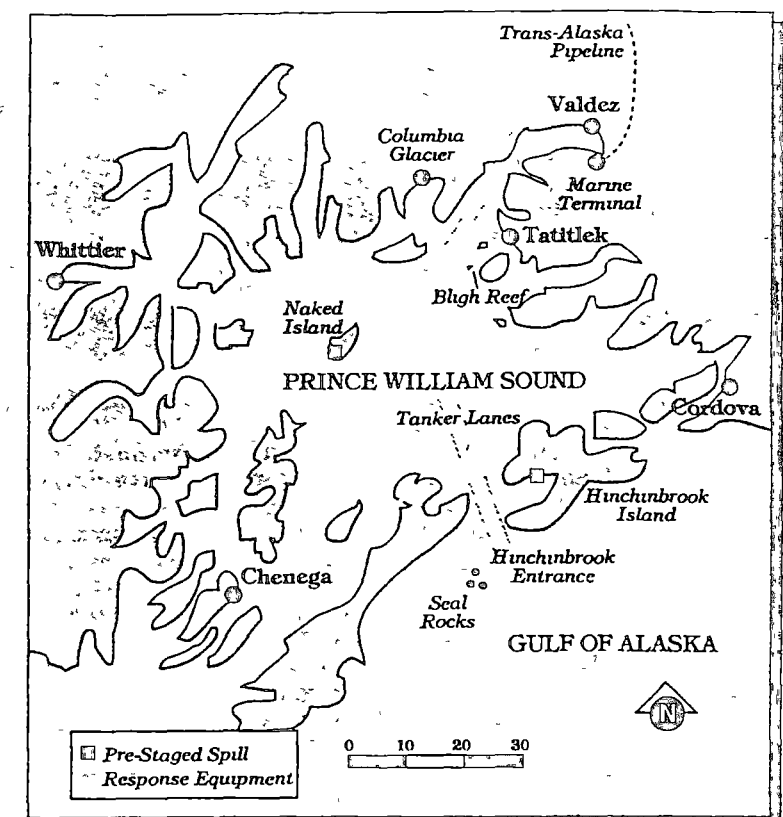 Trans-Alaska
Pipeline
Valdez
Columbia
Glacier
Marine
Terminal
Tatitlek
Whittier
Bligh Reef
Naked
Island
PRINCE WILLIAM SOUND
Cordova
Tanker Lanes
Hinchinbrook
Island
Hinchinbrook
Entrance
Chenega
Seal
Rocks
GULF OF ALASKA
N
Pre-Staged Spill
Response Equipment
0 10 20 30